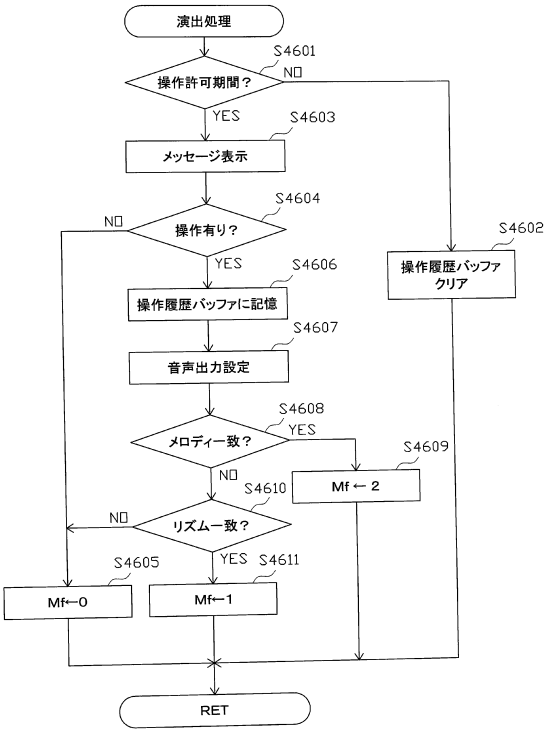 演出処理
S4601
操作許可期間?
NO
YES
S4603
メッセージ表示
S4604
NO
操作有り?
S4602
YES
S4606
操作履歴バッファ
クリア
操作履歴バッファに記憶
S4607
音声出力設定
S4608
YES
メロディ一致?
S4609
NO
Mf ← 2
S4610
NO
リズム一致?
YES
S4605
S4611
Mf←0
Mf←1
RET